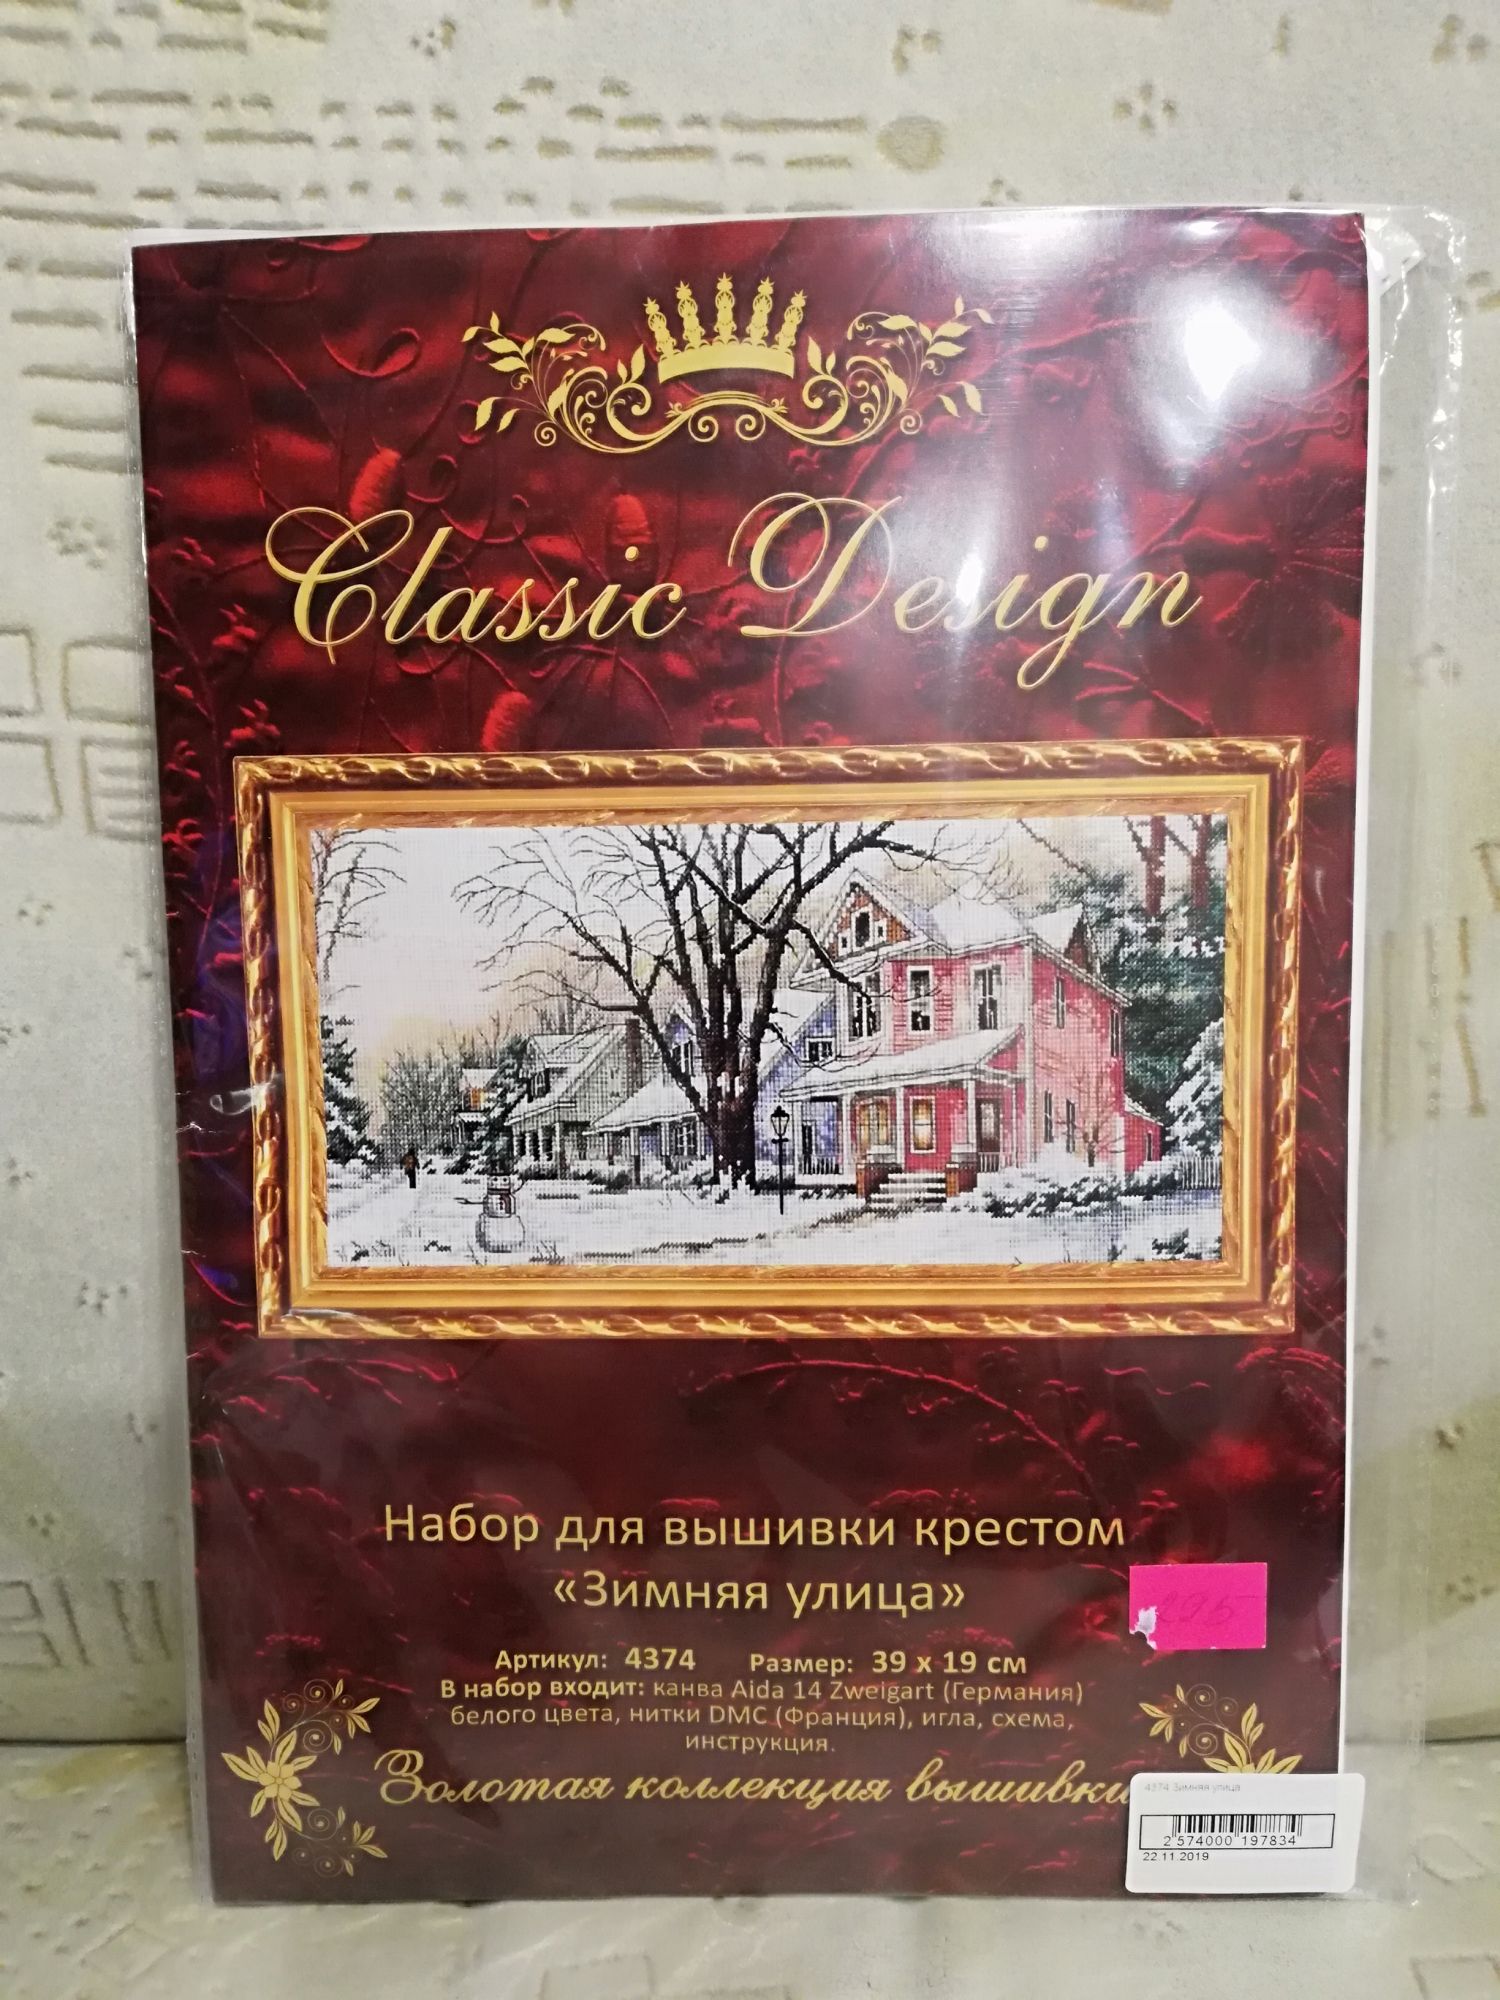 Classic Design
Набор для вышивки крестом
«Зимняя улица»
295
Артикул: 4374 Размер: 39 х 19 см
В набор входит: канва Aida 14 Zweigart (Германия)
белого цвета, нитки DMC (Франция), игла, схема,
инструкция.
Золотая коллекция вышивки
4374 Зимняя улица
2 574000 197834
22.11.2019